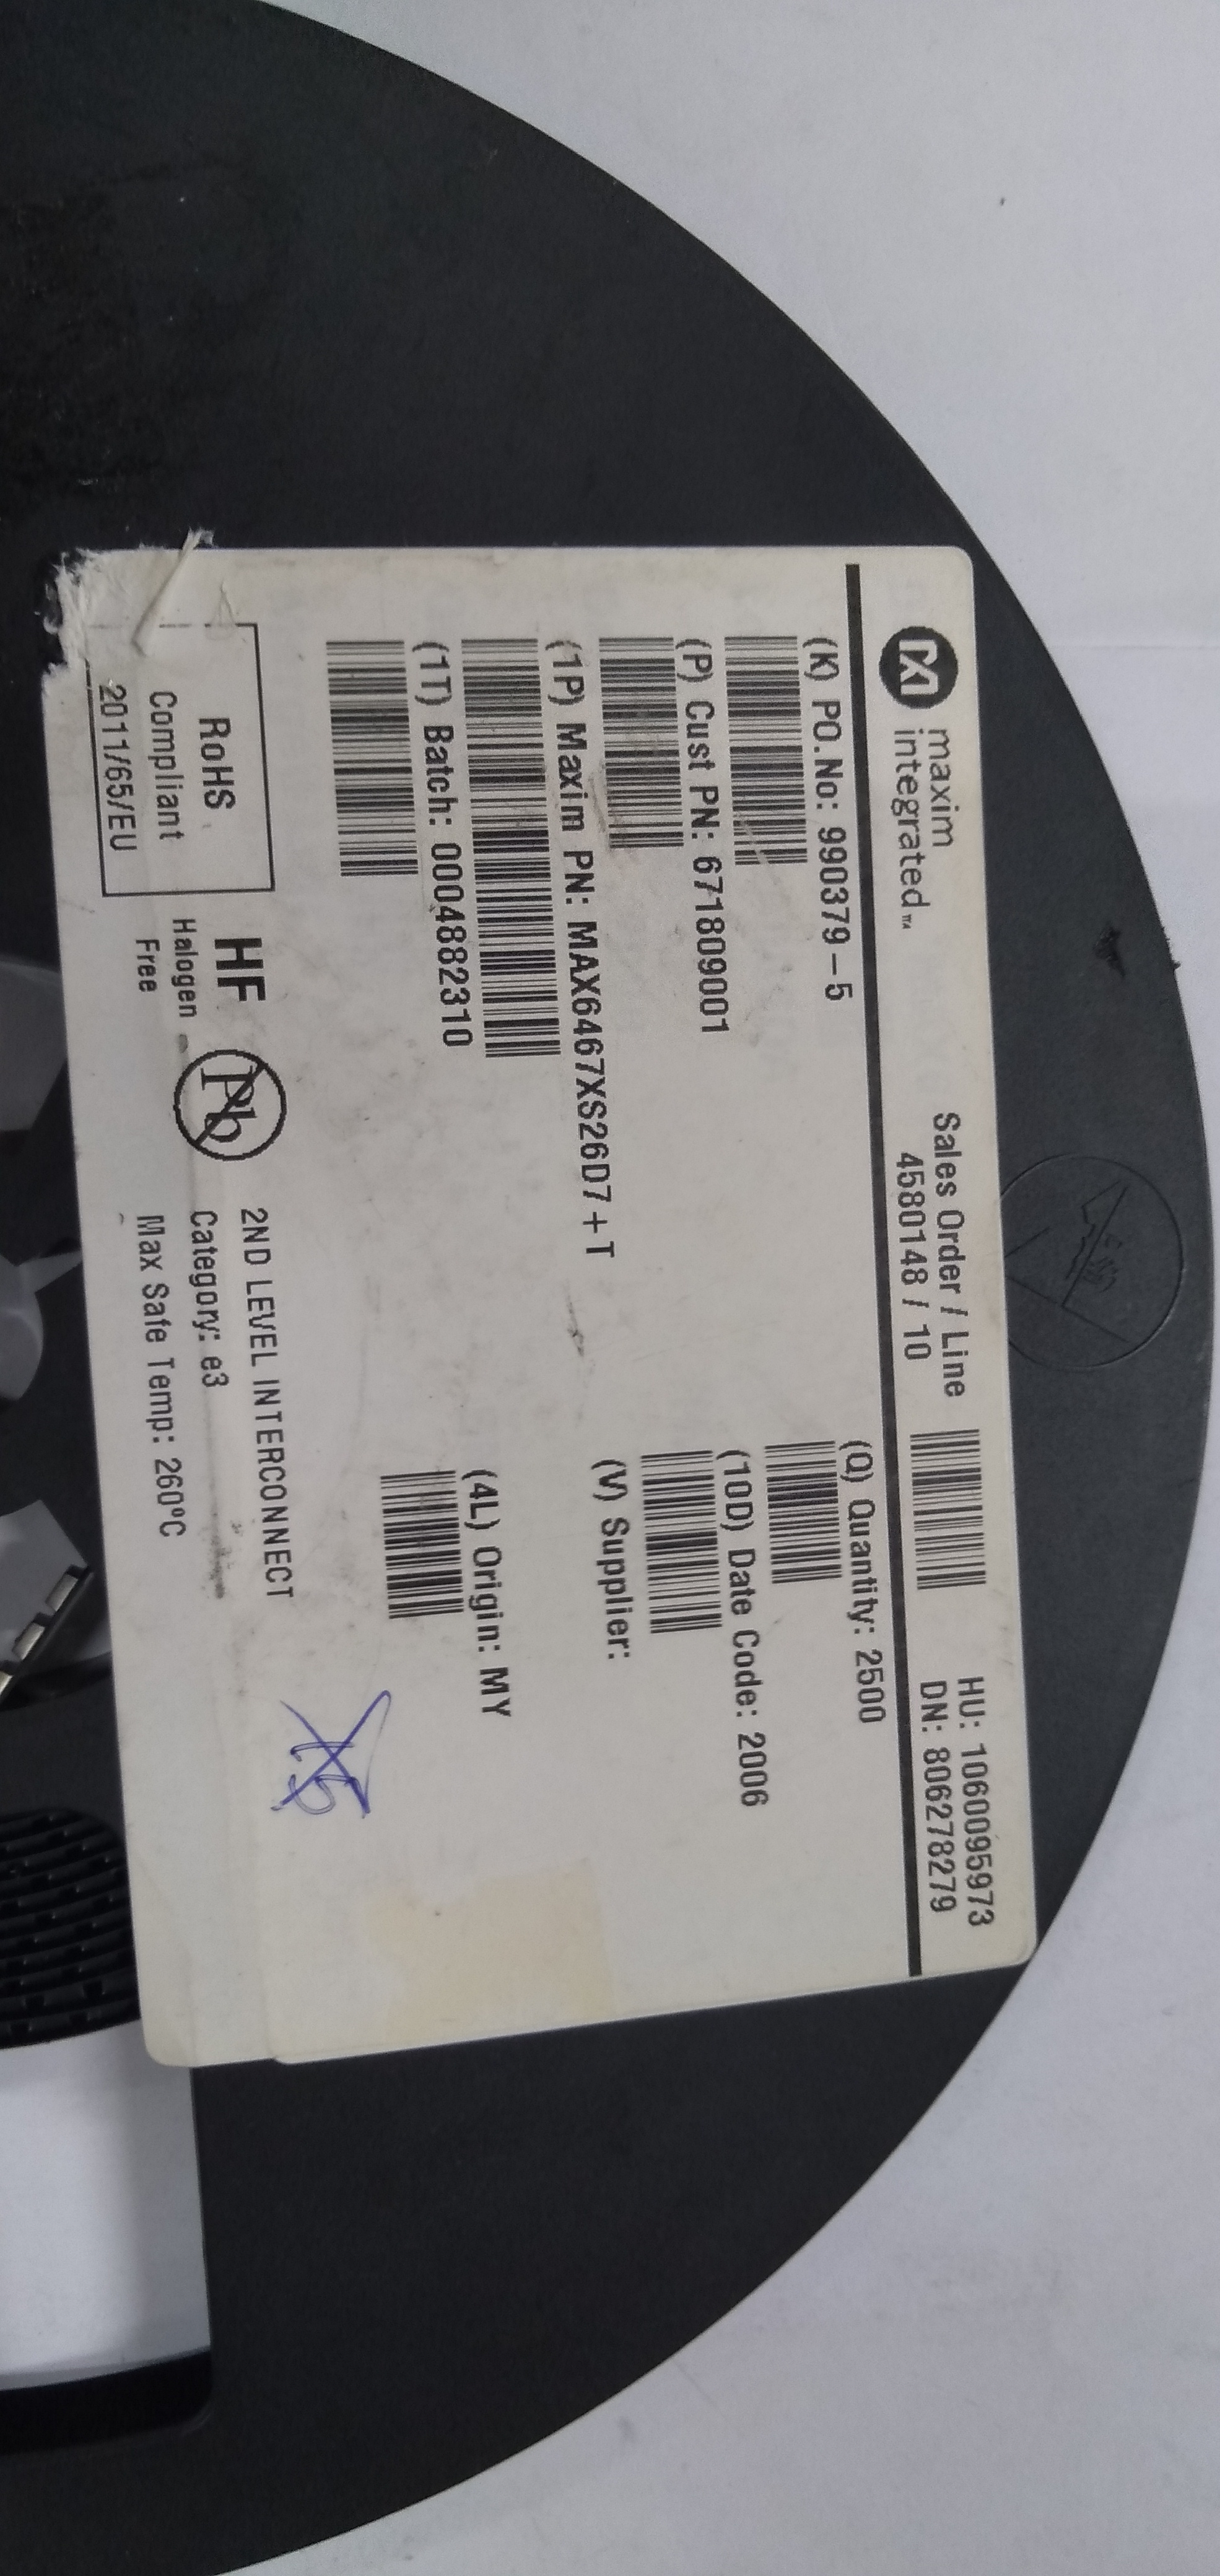 maxim
integrated™
Sales Order / Line
4580148 / 10
HU: 1060095973
DN: 806278279
(K) PO.No: 990379-5
(Q) Quantity: 2500
(P) Cust PN: 671809001
(10D) Date Code: 2006
(1P) Maxim PN: MAX6467XS26D7+T
(V) Supplier:
(1T) Batch: 0004882310
(4L) Origin: MY
RoHS
Compliant
2011/65/EU
HF
Halogen
Free
Pb
2ND LEVEL INTERCONNECT
Category: e3
Max Safe Temp: 260ºC